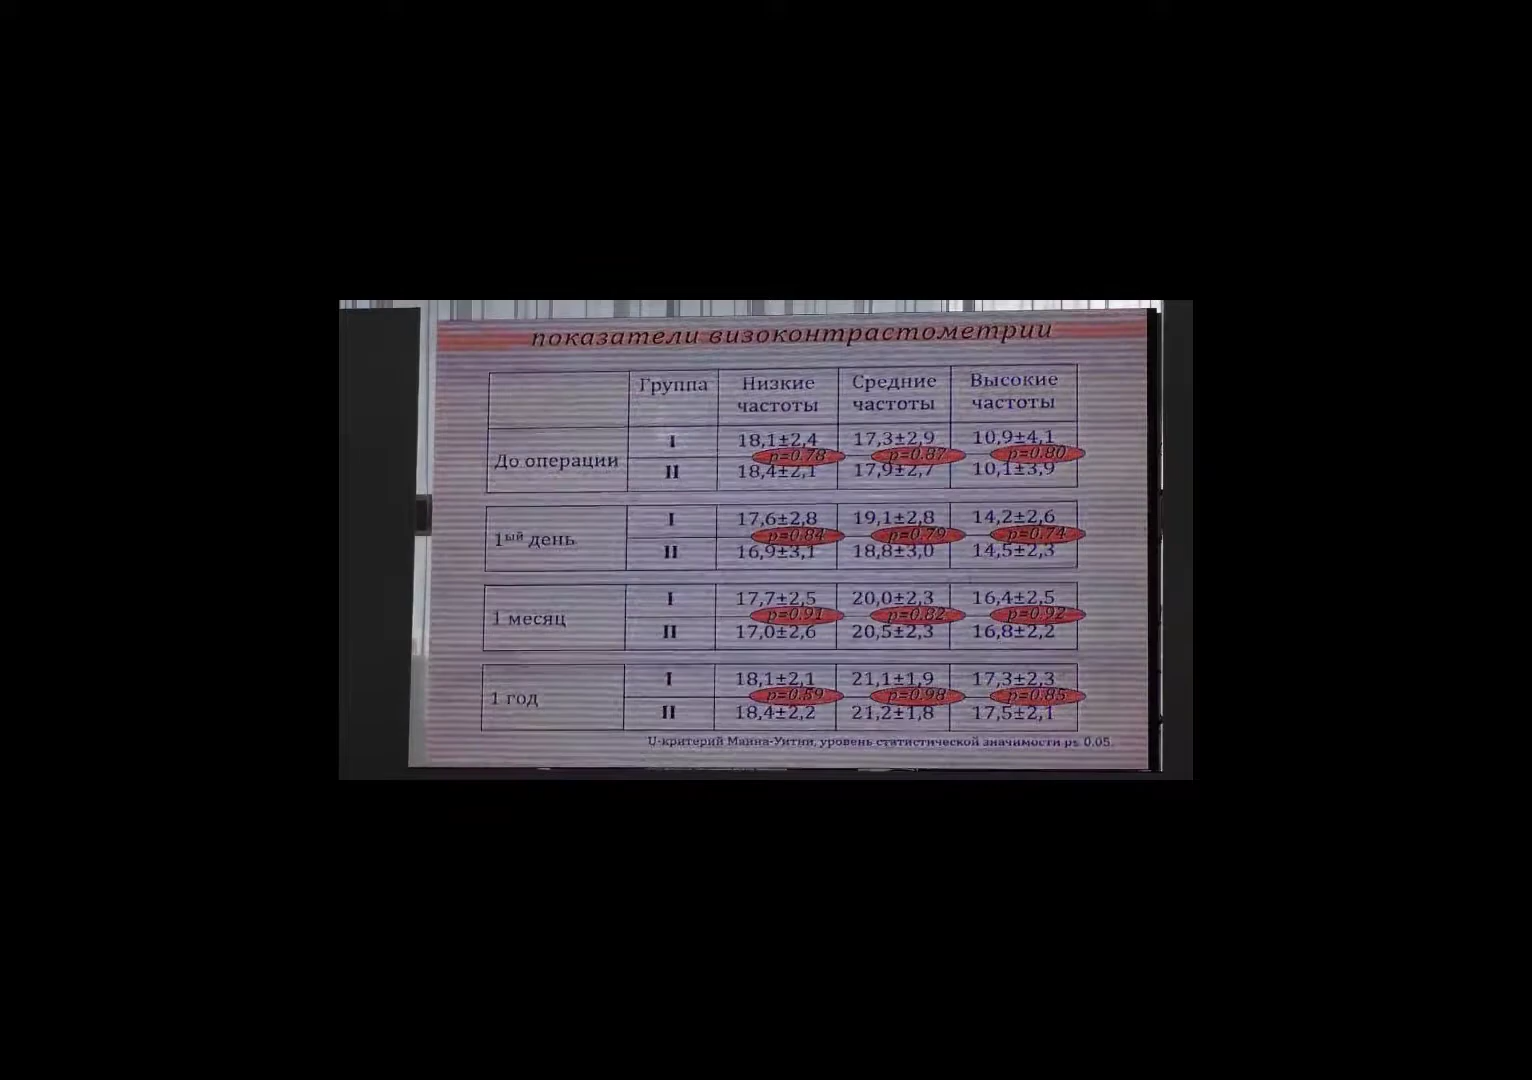 показатели визоконтрастометрии
Группа Низкие частоты Средние частоты Высокие частоты
До операции
I 18,1±2,4 17,3±2,9 10,9±4,1
p=0.78 p=0.87 p=0.80
II 18,4±2,1 17,9±2,7 10,1±3,9
1ый день
I 17,6±2,8 19,1±2,8 14,2±2,6
p=0.84 p=0.79 p=0.74
II 16,9±3,1 18,8±3,0 14,5±2,3
1 месяц
I 17,7±2,5 20,0±2,3 16,4±2,5
p=0.91 p=0.82 p=0.92
II 17,0±2,6 20,5±2,3 16,8±2,2
1 год
I 18,1±2,1 21,1±1,9 17,3±2,3
p=0.59 p=0.98 p=0.85
II 18,4±2,2 21,2±1,8 17,5±2,1
U-критерий Манна-Уитни, уровень статистической значимости p≤ 0.05.